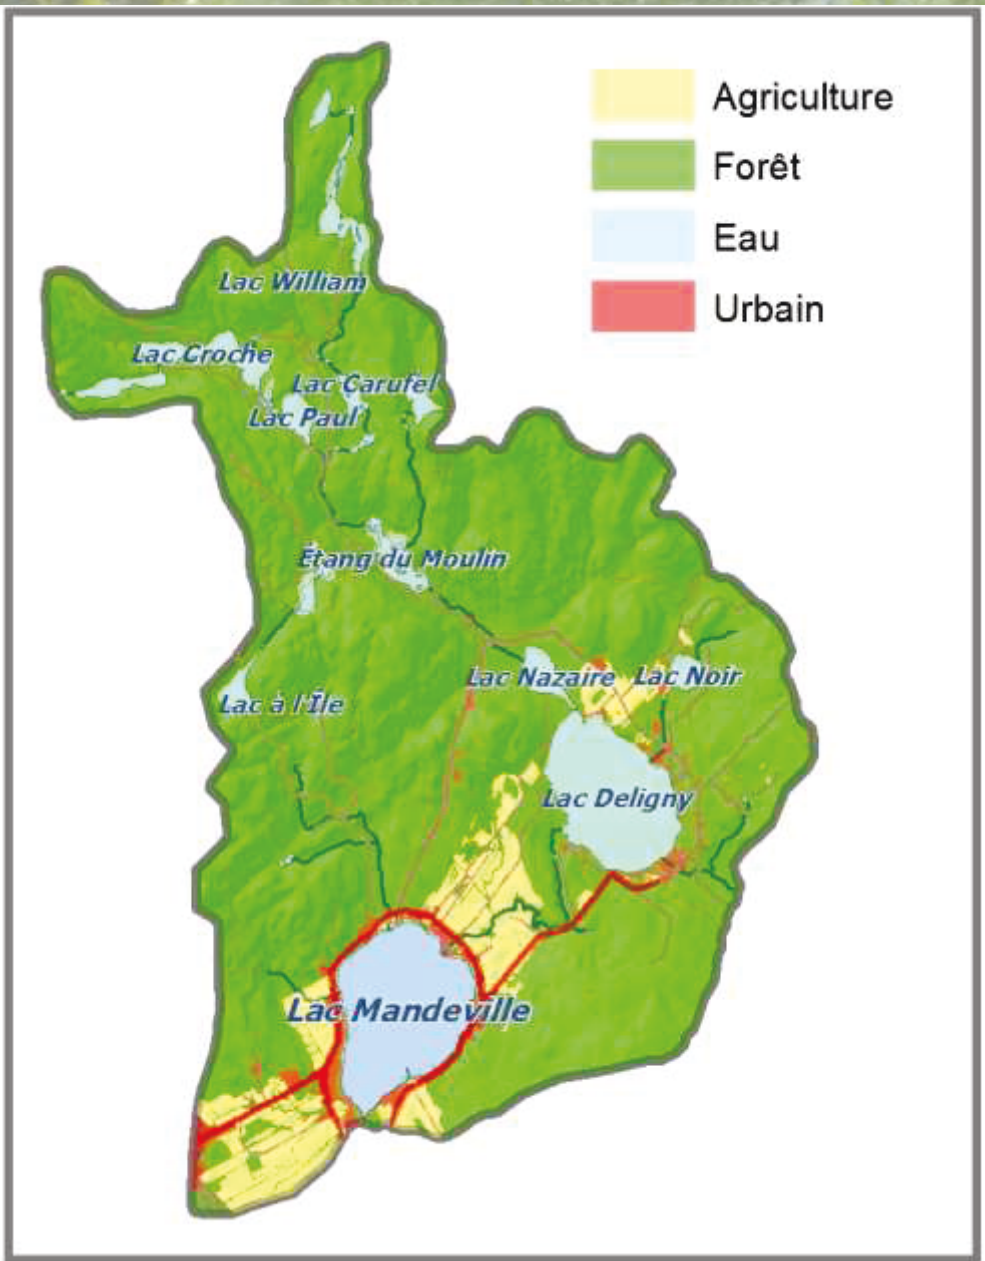 Agriculture
Forêt
Eau
Urbain
Lac William
Lac Croche
Lac Carufel
Lac Paul
Étang du Moulin
Lac Nazaire
Lac Noir
Lac à l'Île
Lac Deligny
Lac Mandeville